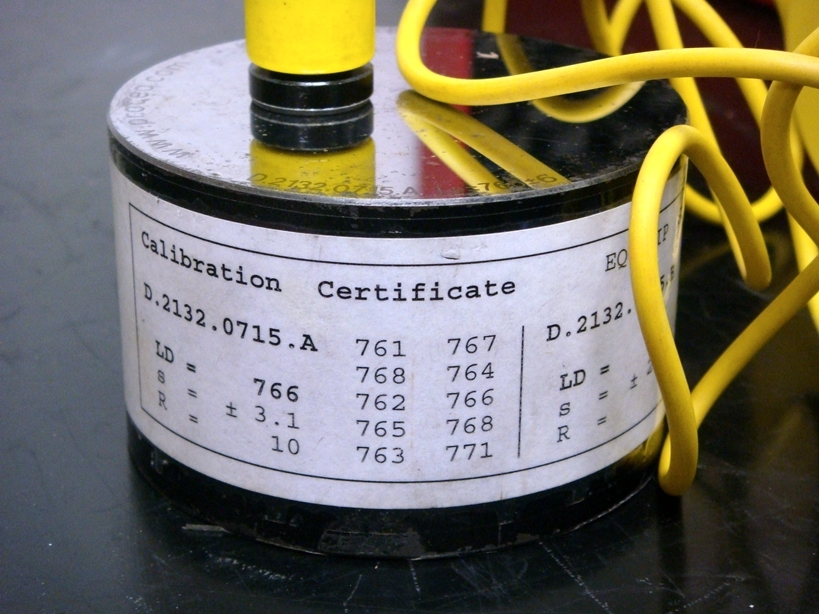 D.2132.0715.A
Calibration Certificate
D.2132.0715.A
LD = 766
s = ± 3.1
R = 10
761 767
768 764
762 766
765 768
763 771
D.2132.
LD =
s = ±
R =